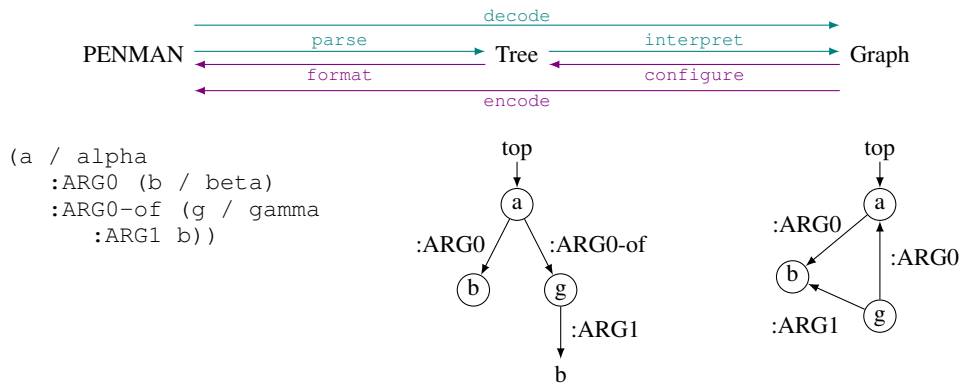 decode
parse
interpret
PENMAN
Tree
Graph
format
configure
encode
(a / alpha
:ARG0 (b / beta)
:ARG0-of (g / gamma
:ARG1 b))
top
a
:ARG0
:ARG0-of
b
g
:ARG1
b
top
a
:ARG0
:ARG0
b
:ARG1
g